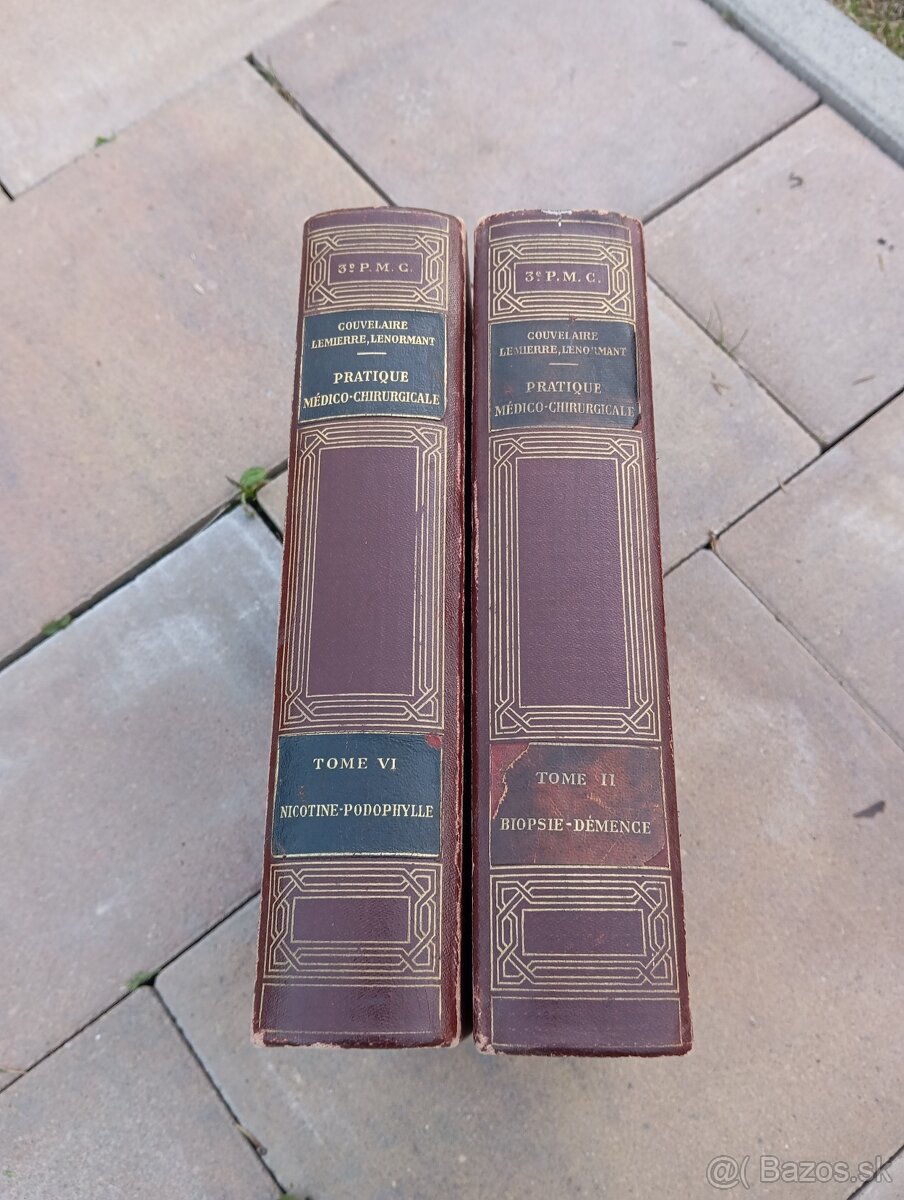 3e P. M. C.
COUVELAIRE
LEMIERRE, LENORMANT
PRATIQUE
MÉDICO-CHIRURGICALE
TOME VI
NICOTINE-PODOPHYLLE
3e P. M. C.
COUVELAIRE
LEMIERRE, LENORMANT
PRATIQUE
MÉDICO-CHIRURGICALE
TOME II
BIOPSIE-DÉMENCE
@( Bazos.sk